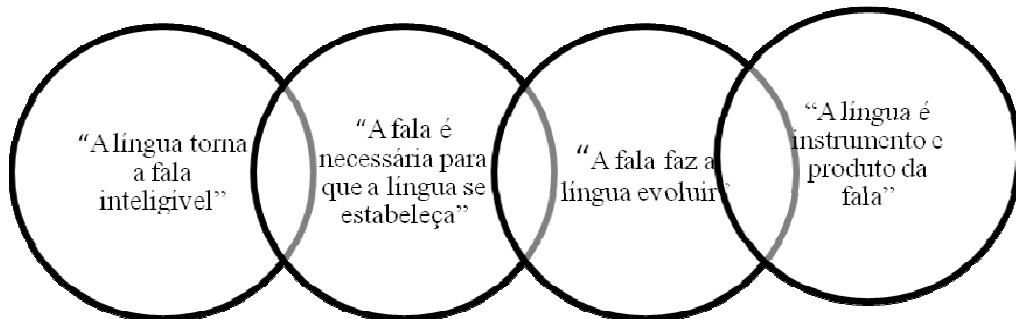 “A língua torna
a fala
inteligível”
“A fala é
necessária para
que a língua se
estabeleça”
“A fala faz a
língua evoluir”
“A língua é
instrumento e
produto da
fala”